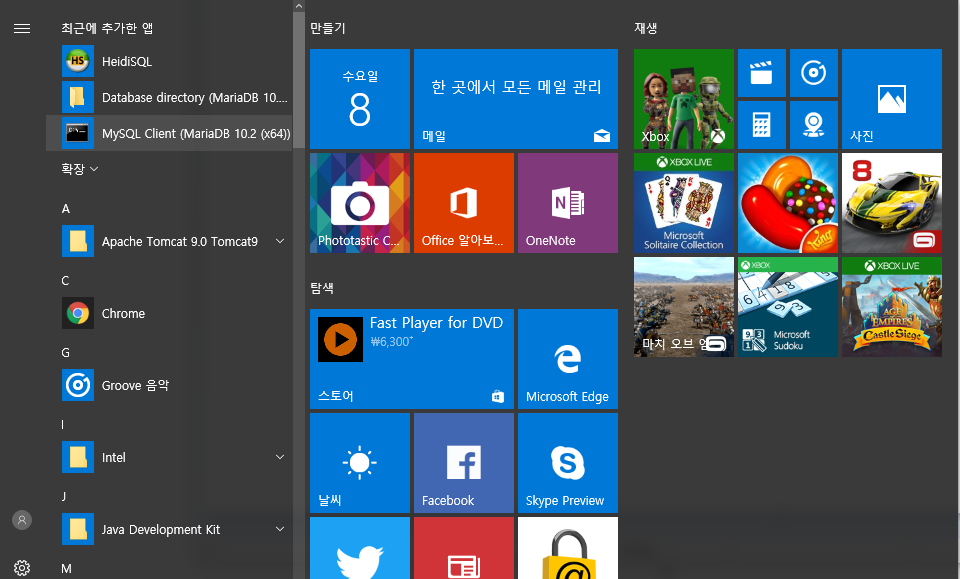 최근에 추가한 앱
HeidiSQL
Database directory (MariaDB 10....
MySQL Client (MariaDB 10.2 (x64))
확장
A
Apache Tomcat 9.0 Tomcat9
C
Chrome
G
Groove 음악
I
Intel
J
Java Development Kit
M
만들기
수요일
8
한 곳에서 모든 메일 관리
메일
Phototastic C...
Office 알아보...
OneNote
탐색
Fast Player for DVD
₩6,300*
스토어
Microsoft Edge
날씨
Facebook
Skype Preview
재생
Xbox
사진
XBOX LIVE
Microsoft
Solitaire Collection
King
8
마치 오브 엠
XBOX
Microsoft
Sudoku
XBOX LIVE
AGE
OF
EMPIRES
Castle Siege